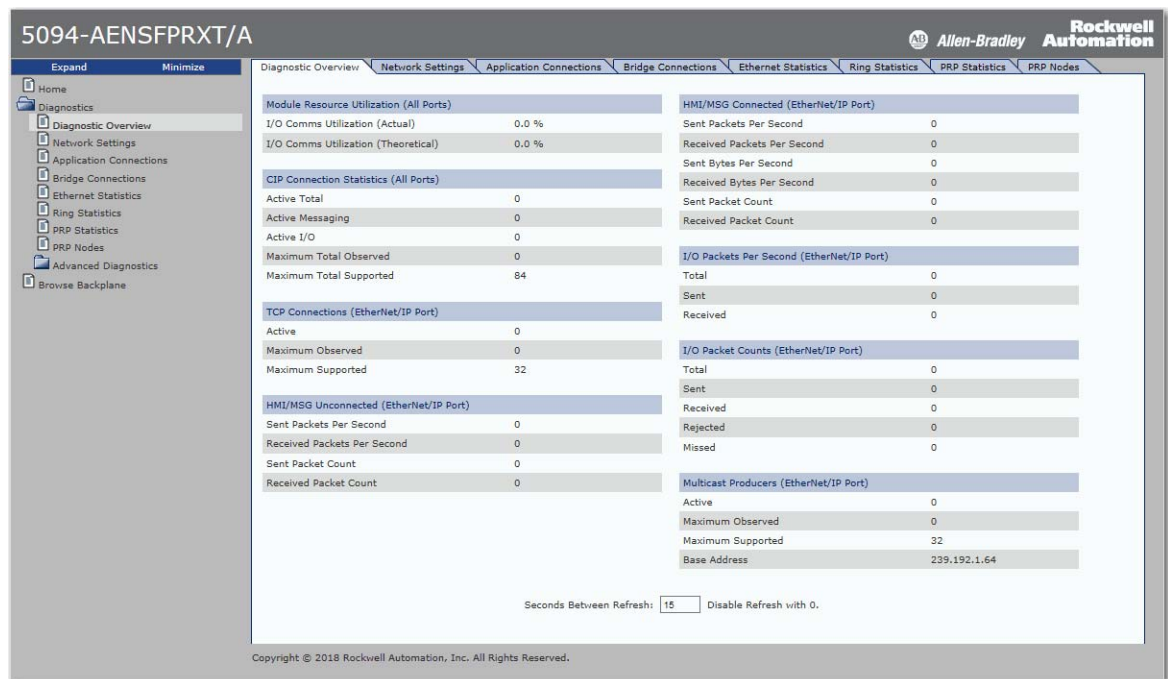 5094-AENSFPRXT/A
AB Allen-Bradley Rockwell Automation
Expand Minimize
Home
Diagnostics
Diagnostic Overview
Network Settings
Application Connections
Bridge Connections
Ethernet Statistics
Ring Statistics
PRP Statistics
PRP Nodes
Advanced Diagnostics
Browse Backplane
Diagnostic Overview Network Settings Application Connections Bridge Connections Ethernet Statistics Ring Statistics PRP Statistics PRP Nodes
Module Resource Utilization (All Ports)
I/O Comms Utilization (Actual) 0.0 %
I/O Comms Utilization (Theoretical) 0.0 %
CIP Connection Statistics (All Ports)
Active Total 0
Active Messaging 0
Active I/O 0
Maximum Total Observed 0
Maximum Total Supported 84
TCP Connections (EtherNet/IP Port)
Active 0
Maximum Observed 0
Maximum Supported 32
HMI/MSG Unconnected (EtherNet/IP Port)
Sent Packets Per Second 0
Received Packets Per Second 0
Sent Packet Count 0
Received Packet Count 0
HMI/MSG Connected (EtherNet/IP Port)
Sent Packets Per Second 0
Received Packets Per Second 0
Sent Bytes Per Second 0
Received Bytes Per Second 0
Sent Packet Count 0
Received Packet Count 0
I/O Packets Per Second (EtherNet/IP Port)
Total 0
Sent 0
Received 0
I/O Packet Counts (EtherNet/IP Port)
Total 0
Sent 0
Received 0
Rejected 0
Missed 0
Multicast Producers (EtherNet/IP Port)
Active 0
Maximum Observed 0
Maximum Supported 32
Base Address 239.192.1.64
Seconds Between Refresh: 15 Disable Refresh with 0.
Copyright © 2018 Rockwell Automation, Inc. All Rights Reserved.